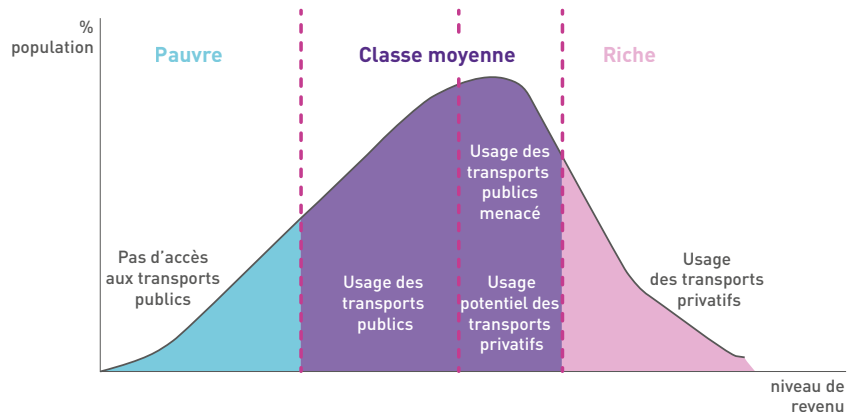 %
population
Pauvre
Classe moyenne
Riche
Pas d’accès
aux transports
publics
Usage des
transports
publics
Usage des
transports
publics
menacé
Usage
potentiel des
transports
privatifs
Usage
des transports
privatifs
niveau de
revenu